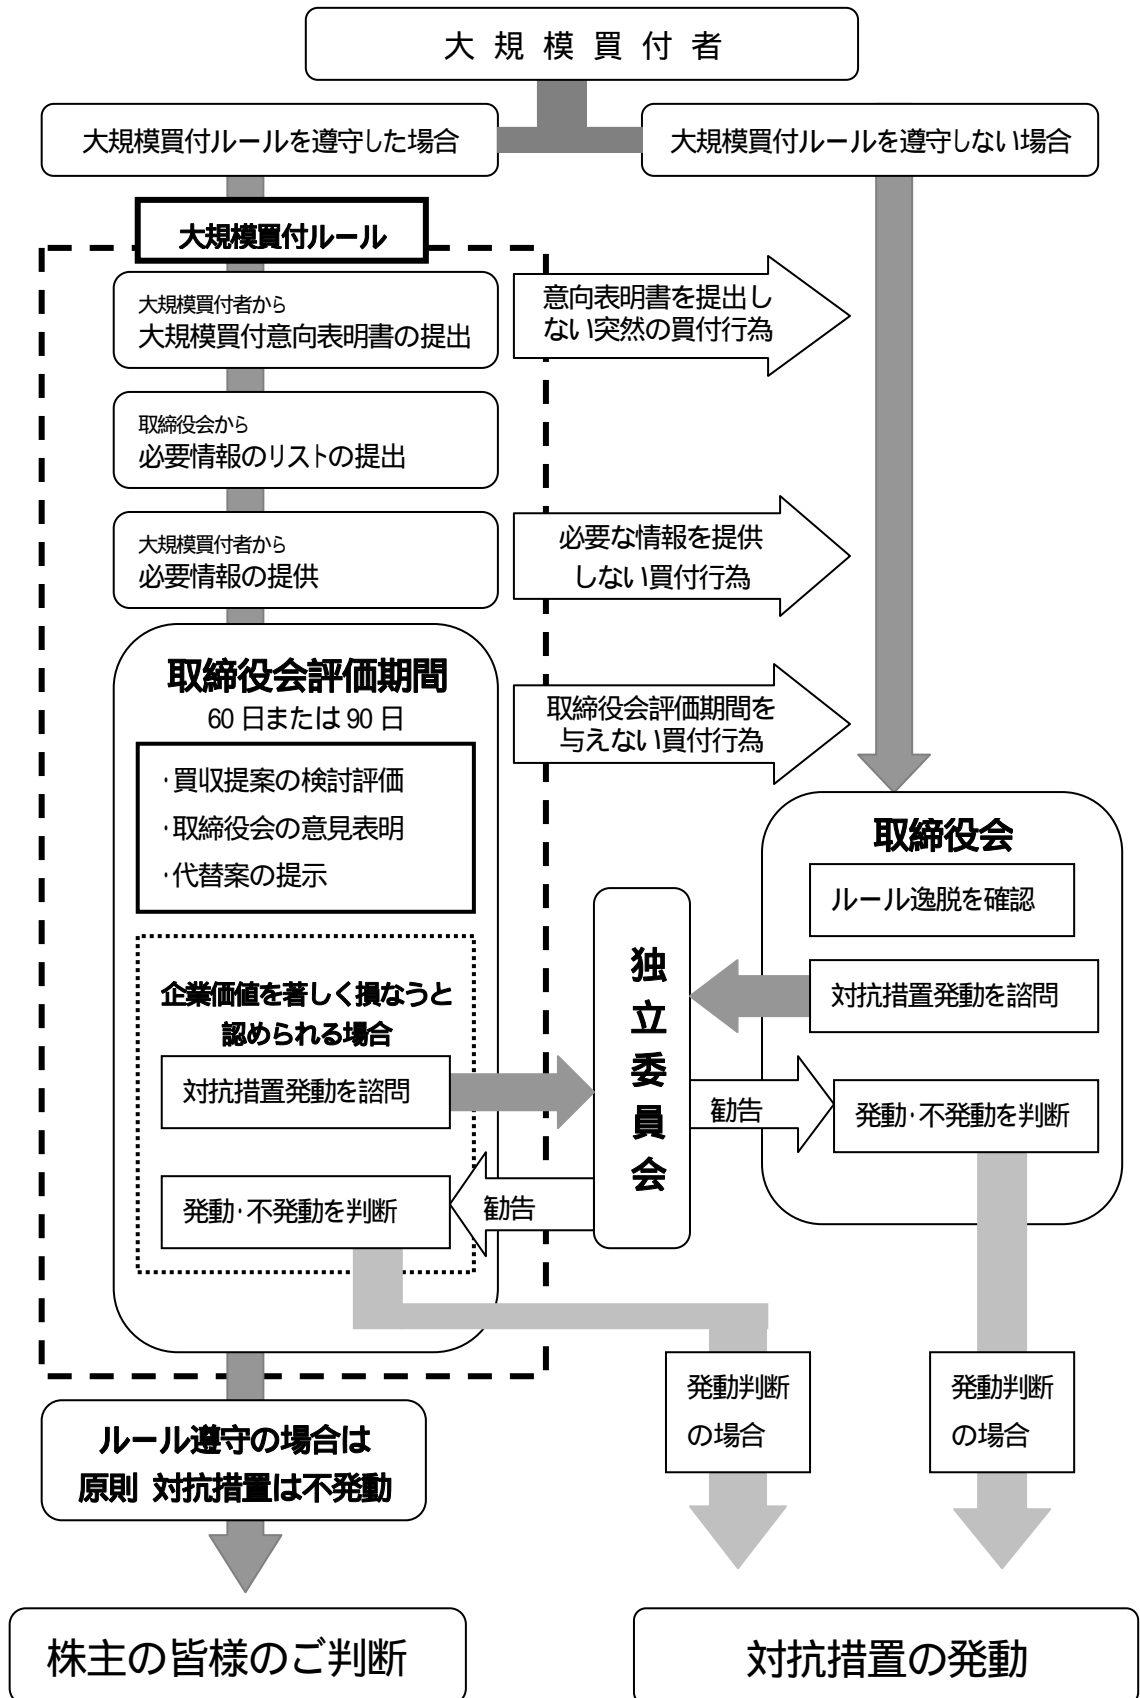 大規模買付者
大規模買付ルールを遵守した場合
大規模買付ルールを遵守しない場合
大規模買付ルール
大規模買付者から
大規模買付意向表明書の提出
意向表明書を提出し
ない突然の買付行為
取締役会から
必要情報のリストの提出
大規模買付者から
必要情報の提供
必要な情報を提供
しない買付行為
取締役会評価期間
60日または90日
取締役会評価期間を
与えない買付行為
・買収提案の検討評価
・取締役会の意見表明
・代替案の提示
企業価値を著しく損なうと
認められる場合
対抗措置発動を諮問
発動・不発動を判断
独立委員会
勧告
勧告
取締役会
ルール逸脱を確認
対抗措置発動を諮問
発動・不発動を判断
発動判断
の場合
発動判断
の場合
ルール遵守の場合は
原則 対抗措置は不発動
株主の皆様のご判断
対抗措置の発動